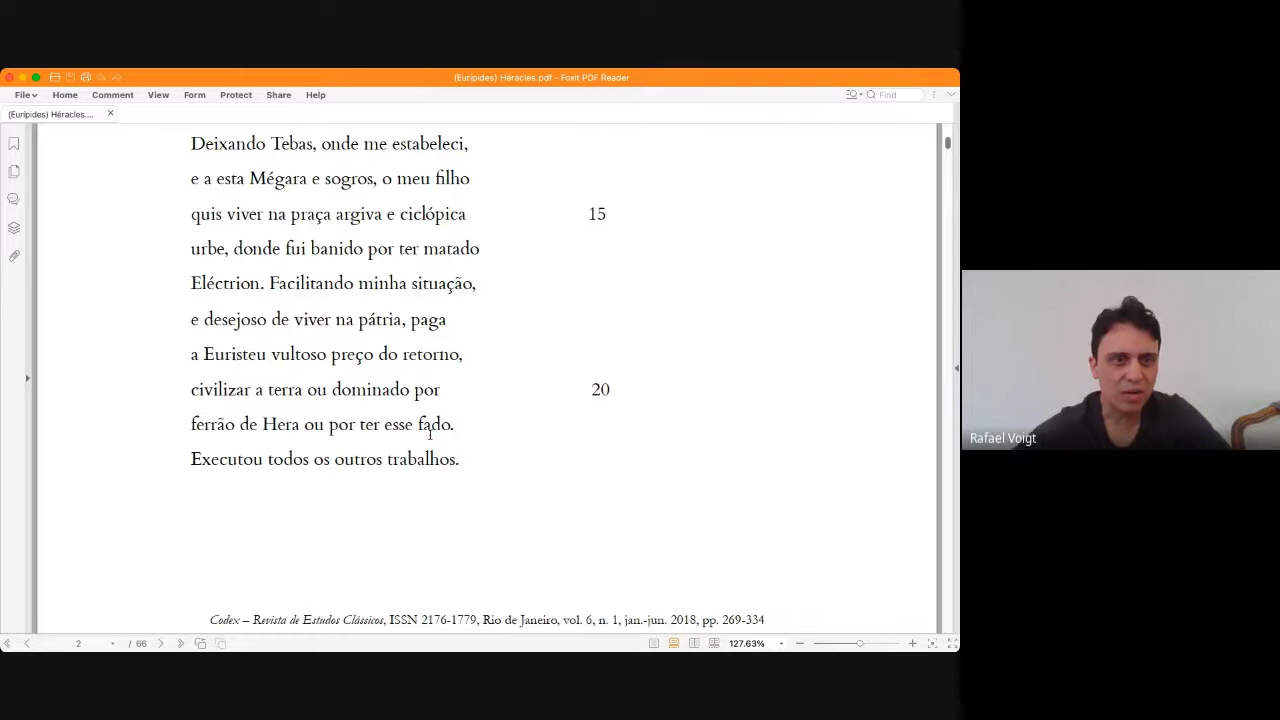 (Eurípides) Héracles.pdf - Foxit PDF Reader
File Home Comment View Form Protect Share Help
Find
(Eurípides) Héracles....
Deixando Tebas, onde me estabeleci,
e a esta Mégara e sogros, o meu filho
quis viver na praça argiva e ciclópica 15
urbe, donde fui banido por ter matado
Eléctrion. Facilitando minha situação,
e desejoso de viver na pátria, paga
a Euristeu vultoso preço do retorno,
civilizar a terra ou dominado por 20
ferrão de Hera ou por ter esse fado.
Executou todos os outros trabalhos.
Codex – Revista de Estudos Clássicos, ISSN 2176-1779, Rio de Janeiro, vol. 6, n. 1, jan.-jun. 2018, pp. 269-334
2 / 66 127.63%
Rafael Voigt